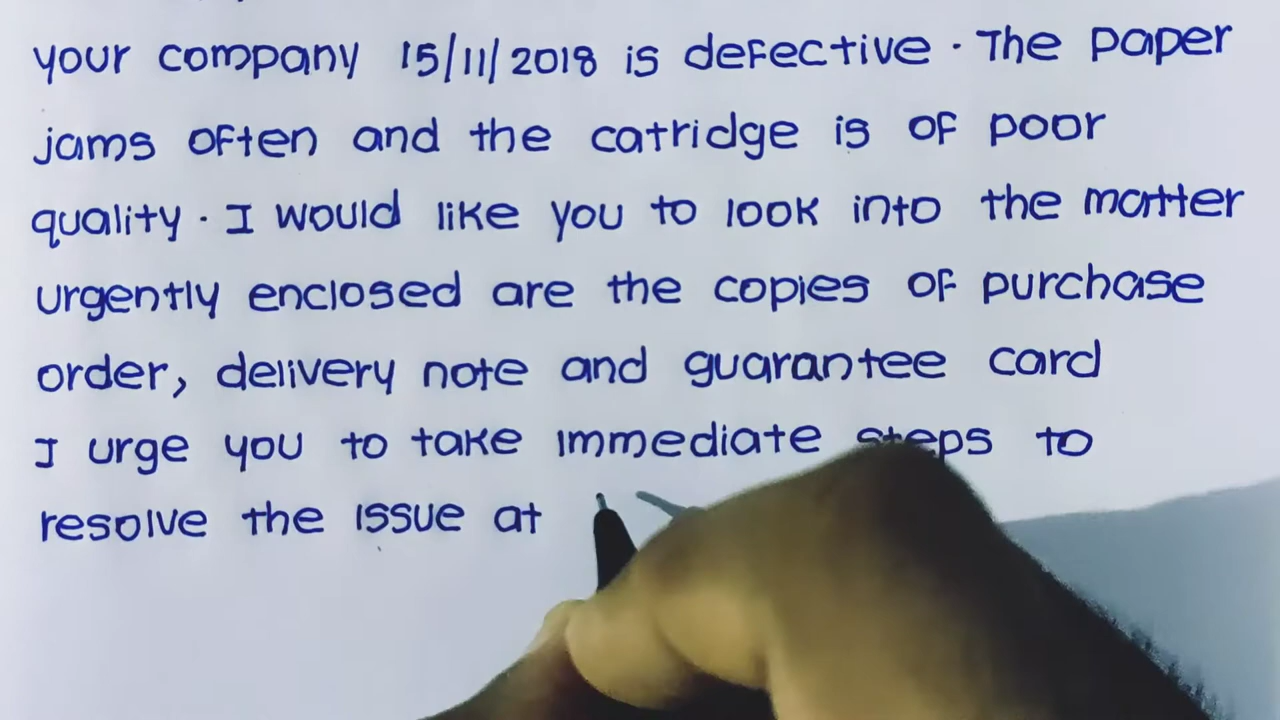 your company 15/11/2018 is defective. The paper
jams often and the catridge is of poor
quality. I would like you to look into the matter
urgently enclosed are the copies of purchase
order, delivery note and guarantee card
I urge you to take immediate steps to
resolve the issue at